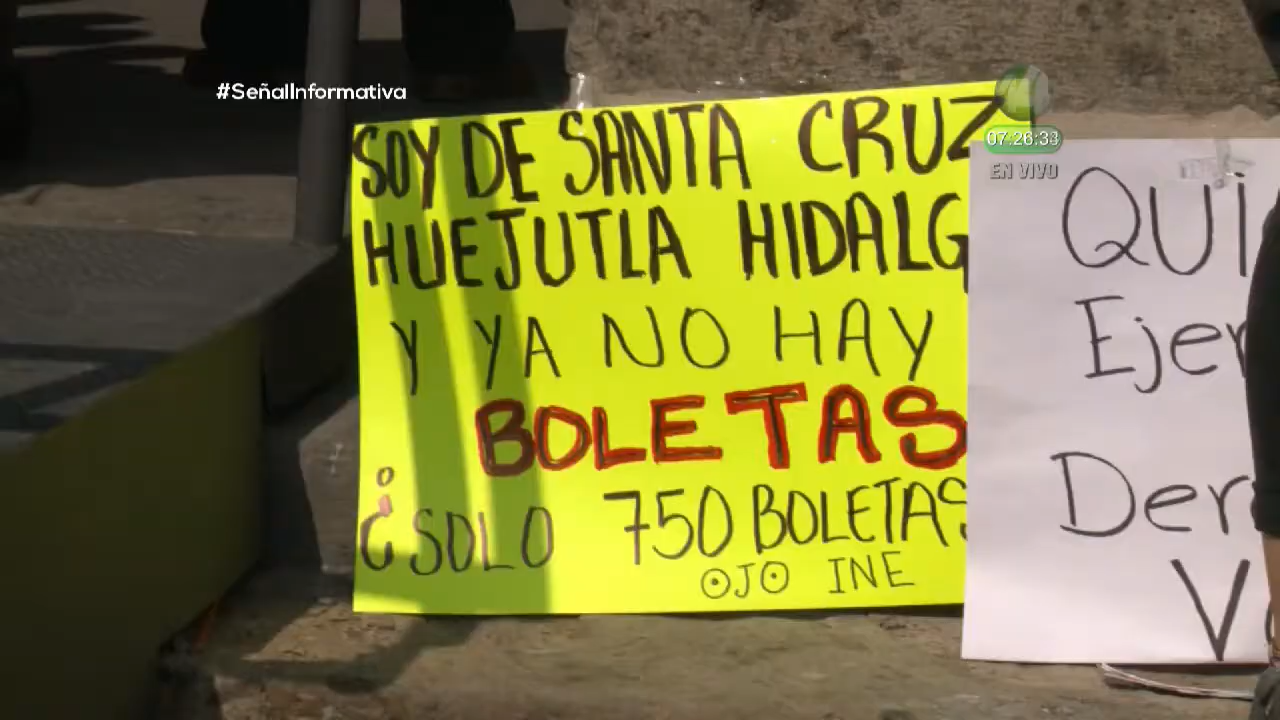 #SeñalInformativa
07:26:33
EN VIVO
SOY DE SANTA CRUZ
HUEJUTLA HIDALG
Y YA NO HAY
BOLETAS
¿SOLO 750 BOLETAS
OJO INE
QUI
Ejer
Der
V